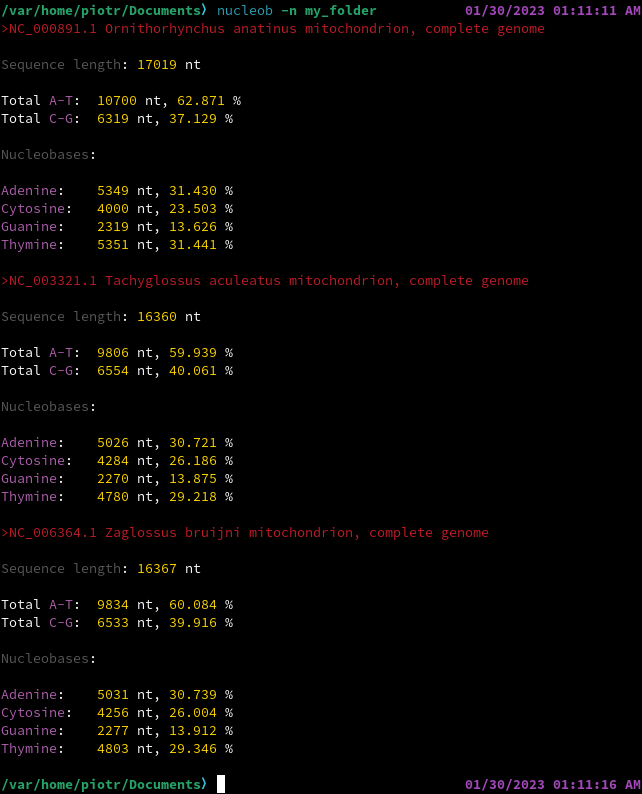 /var/home/piotr/Documents⟩ nucleob -n my_folder 01/30/2023 01:11:11 AM
>NC_000891.1 Ornithorhynchus anatinus mitochondrion, complete genome
Sequence length: 17019 nt
Total A-T: 10700 nt, 62.871 %
Total C-G: 6319 nt, 37.129 %
Nucleobases:
Adenine: 5349 nt, 31.430 %
Cytosine: 4000 nt, 23.503 %
Guanine: 2319 nt, 13.626 %
Thymine: 5351 nt, 31.441 %
>NC_003321.1 Tachyglossus aculeatus mitochondrion, complete genome
Sequence length: 16360 nt
Total A-T: 9806 nt, 59.939 %
Total C-G: 6554 nt, 40.061 %
Nucleobases:
Adenine: 5026 nt, 30.721 %
Cytosine: 4284 nt, 26.186 %
Guanine: 2270 nt, 13.875 %
Thymine: 4780 nt, 29.218 %
>NC_006364.1 Zaglossus bruijni mitochondrion, complete genome
Sequence length: 16367 nt
Total A-T: 9834 nt, 60.084 %
Total C-G: 6533 nt, 39.916 %
Nucleobases:
Adenine: 5031 nt, 30.739 %
Cytosine: 4256 nt, 26.004 %
Guanine: 2277 nt, 13.912 %
Thymine: 4803 nt, 29.346 %
/var/home/piotr/Documents⟩ 01/30/2023 01:11:16 AM